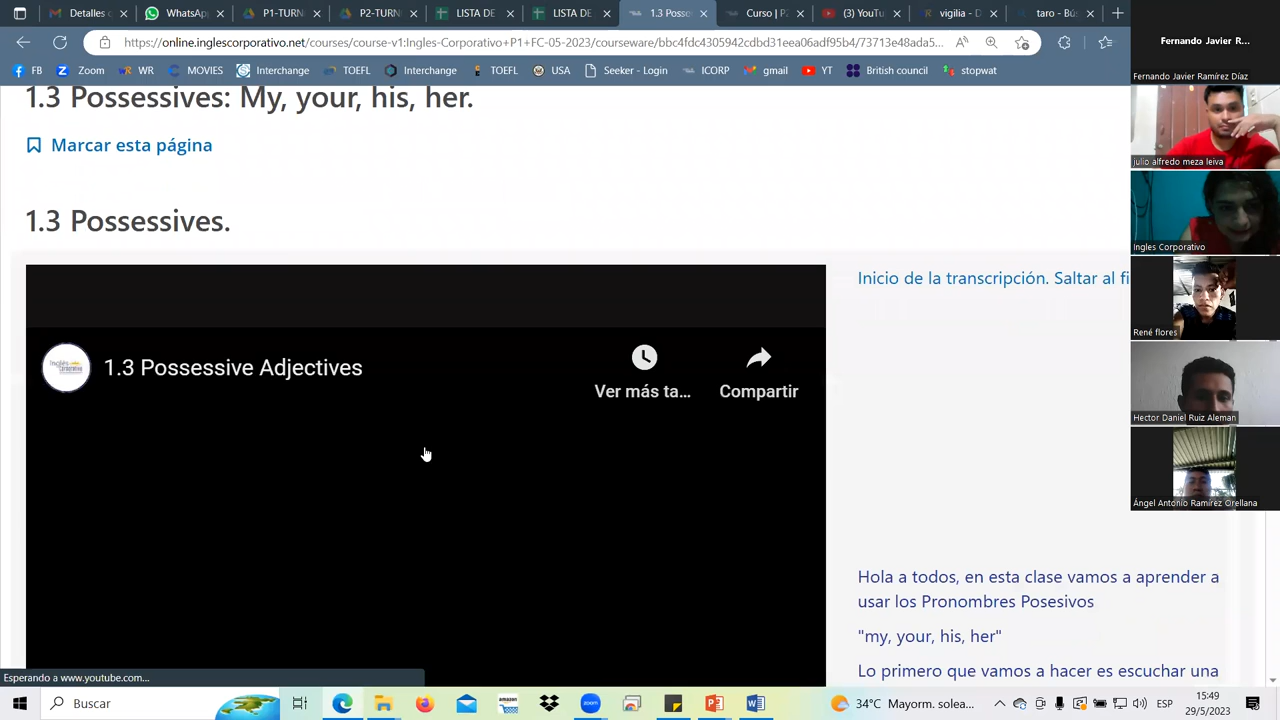 Detalles c
WhatsApp
P1-TURN
P2-TURN
LISTA DE
LISTA DE
1.3 Poses
Curso | P2
(3) YouTu
vigilia - D
taro - Bús
https://online.inglescorporativo.net/courses/course-v1:Ingles-Corporativo+P1+FC-05-2023/courseware/bbc4fdc4305942cdbd31eea06adf95b4/73713e48ada5...
FB
Zoom
WR
MOVIES
Interchange
TOEFL
Interchange
TOEFL
USA
Seeker - Login
ICORP
gmail
YT
British council
stopwat
1.3 Possessives: My, your, his, her.
Marcar esta página
1.3 Possessives.
Inicio de la transcripción. Saltar al fi
1.3 Possessive Adjectives
Ver más ta...
Compartir
Hola a todos, en esta clase vamos a aprender a
usar los Pronombres Posesivos
"my, your, his, her"
Lo primero que vamos a hacer es escuchar una
Esperando a www.youtube.com...
Fernando Javier R...
Fernando Javier Ramírez Díaz
julio alfredo meza leiva
Ingles Corporativo
René flores
Hector Daniel Ruiz Aleman
Ángel Antonio Ramírez Orellana
Buscar
34°C Mayorm. solea...
ESP
15:49
29/5/2023